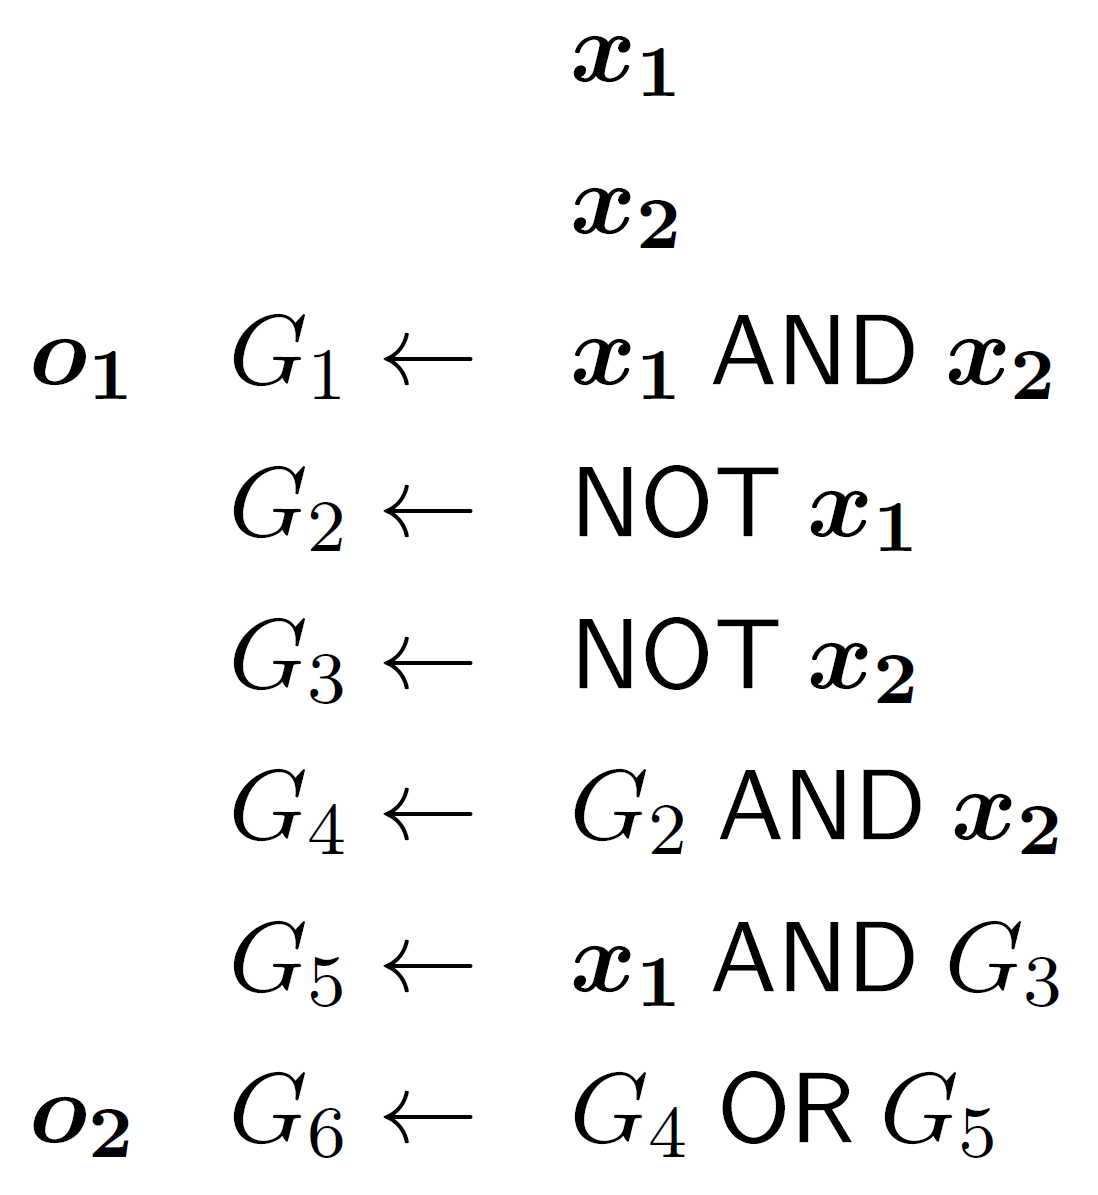 x₁
x₂
o₁ G₁ ← x₁ AND x₂
G₂ ← NOT x₁
G₃ ← NOT x₂
G₄ ← G₂ AND x₂
G₅ ← x₁ AND G₃
o₂ G₆ ← G₄ OR G₅